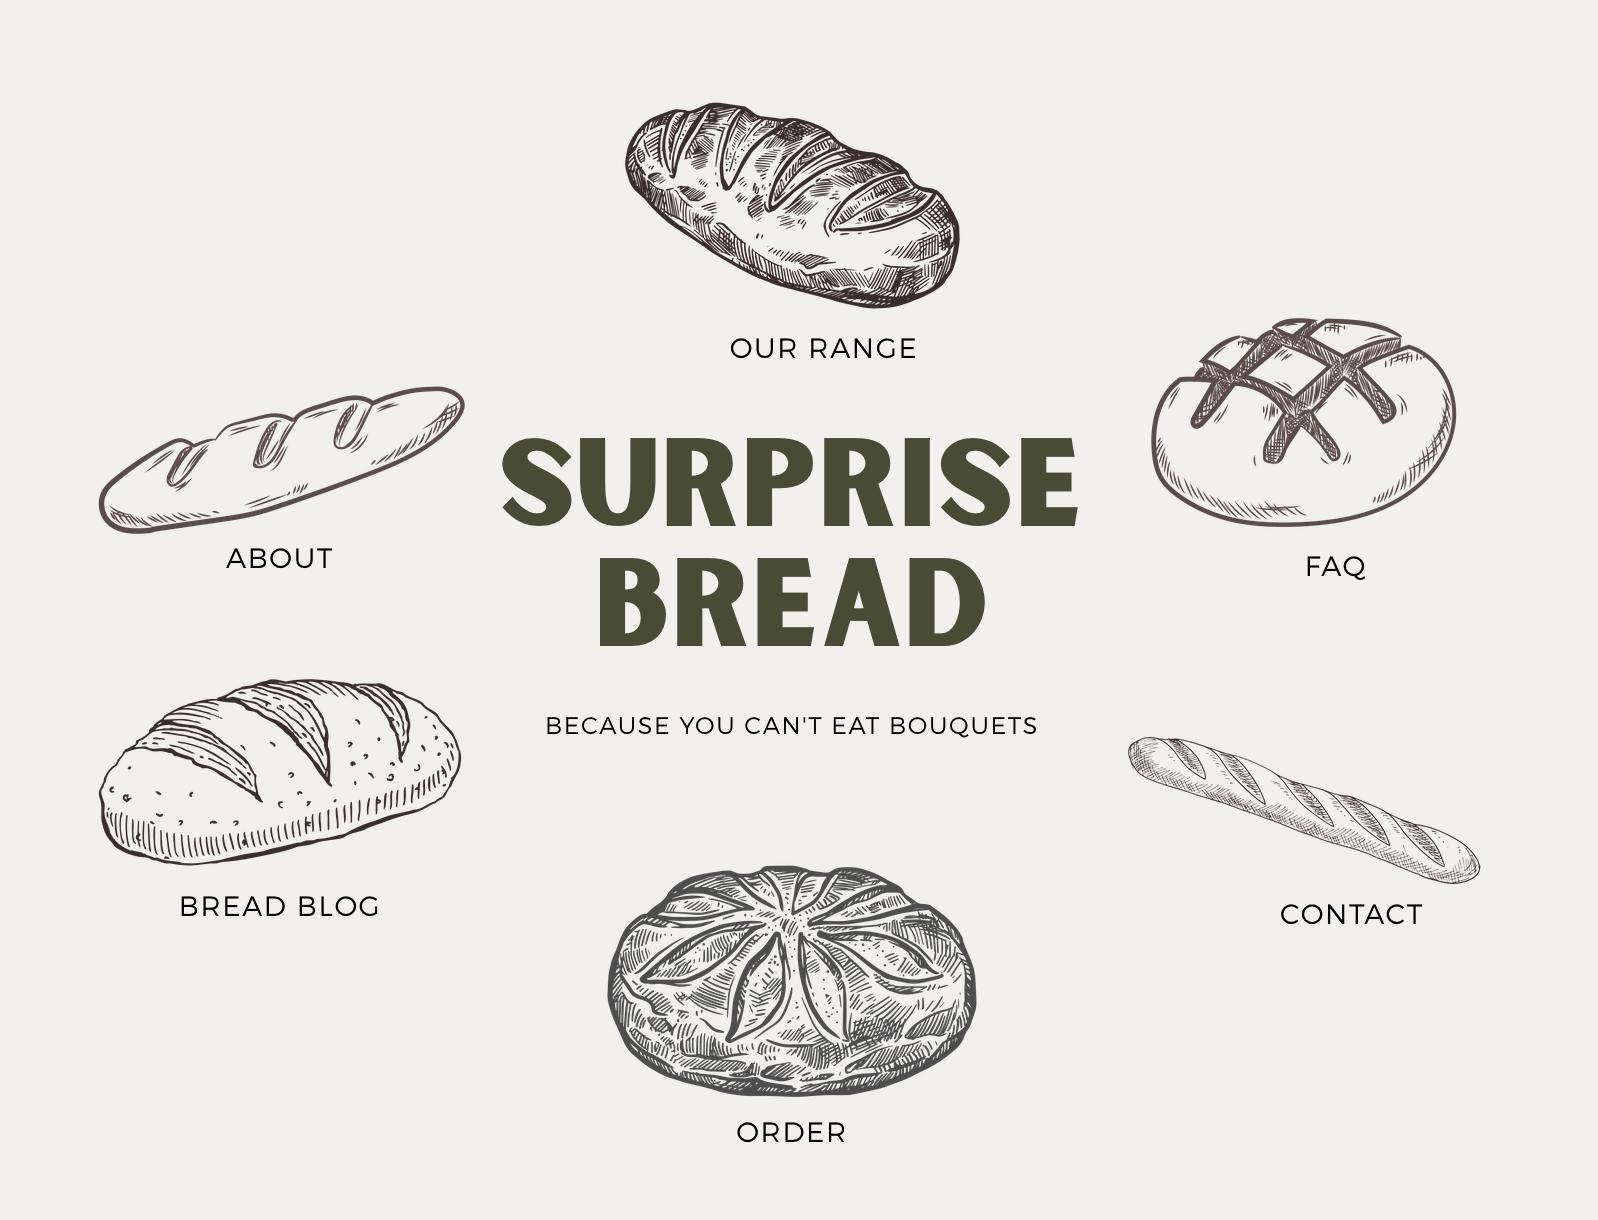 OUR RANGE
ABOUT
FAQ
SURPRISE
BREAD
BECAUSE YOU CAN'T EAT BOUQUETS
BREAD BLOG
CONTACT
ORDER